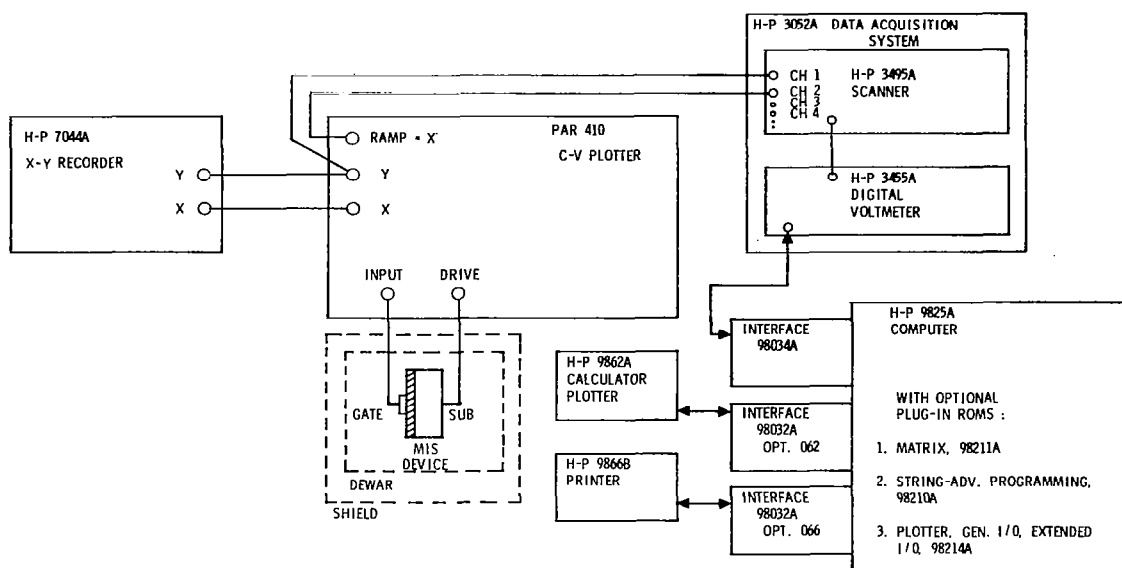 H-P 7044A
X-Y RECORDER
Y
X
RAMP = X
Y
X
PAR 410
C-V PLOTTER
INPUT
DRIVE
GATE
SUB
MIS
DEVICE
DEWAR
SHIELD
H-P 3052A DATA ACQUISITION
SYSTEM
CH 1
CH 2
CH 3
CH 4
H-P 3495A
SCANNER
H-P 3455A
DIGITAL
VOLTMETER
H-P 9862A
CALCULATOR
PLOTTER
H-P 9866B
PRINTER
INTERFACE
98034A
INTERFACE
98032A
OPT. 062
INTERFACE
98032A
OPT. 066
H-P 9825A
COMPUTER
WITH OPTIONAL
PLUG-IN ROMS :
1. MATRIX, 98211A
2. STRING-ADV. PROGRAMMING,
98210A
3. PLOTTER, GEN. I/O, EXTENDED
I/O, 98214A